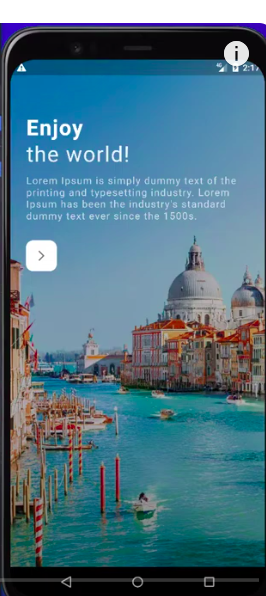 2:17
Enjoy
the world!
Lorem Ipsum is simply dummy text of the
printing and typesetting industry. Lorem
Ipsum has been the industry's standard
dummy text ever since the 1500s.